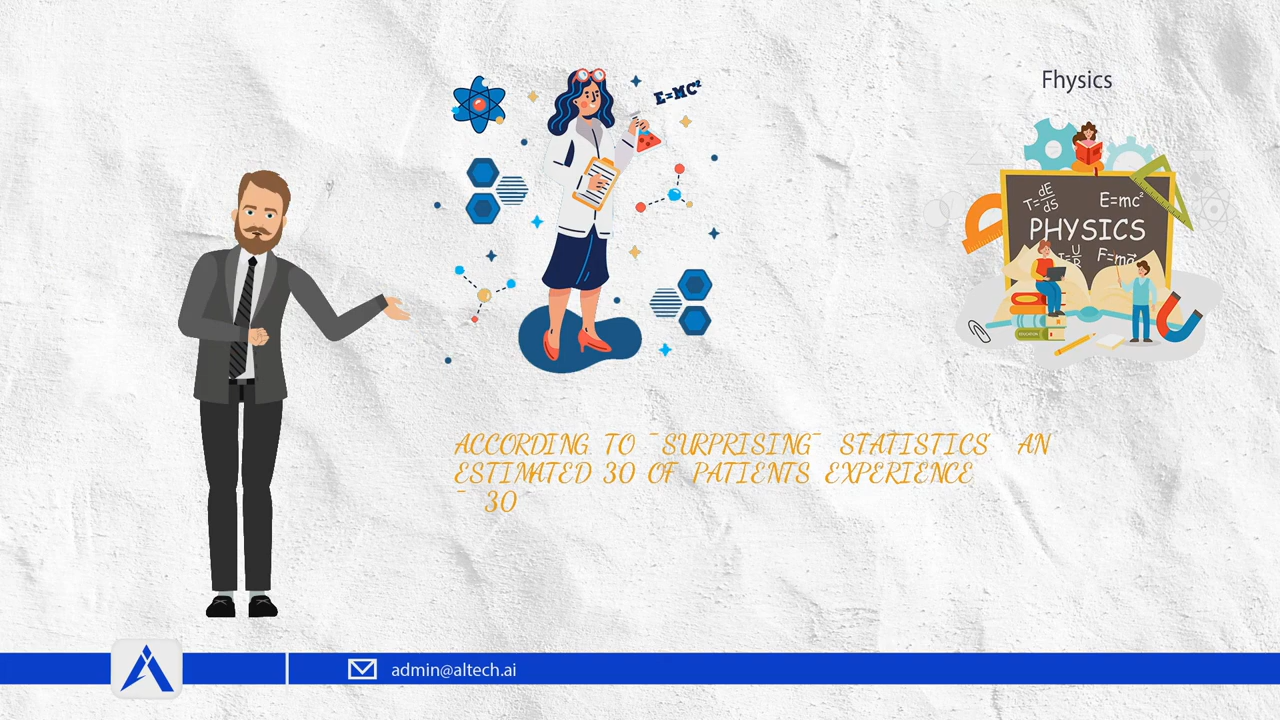 Fhysics
E=MC²
T=dE/dS
E=mc²
PHYSICS
I=U/R
F=ma
EDUCATION
ACCORDING TO ¯SURPRISING¯ STATISTICS AN
ESTIMATED 30 OF PATIENTS EXPERIENCE
¯ 30
admin@altech.ai